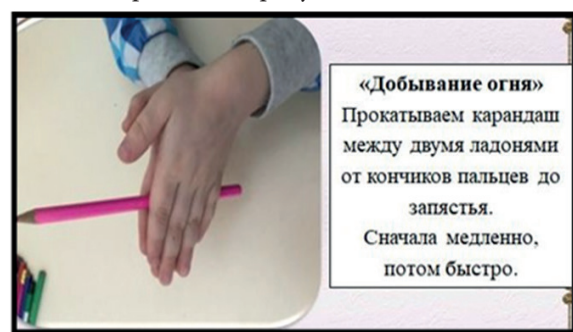 «Добывание огня»
Прокатываем карандаш
между двумя ладонями
от кончиков пальцев до
запястья.
Сначала медленно,
потом быстро.